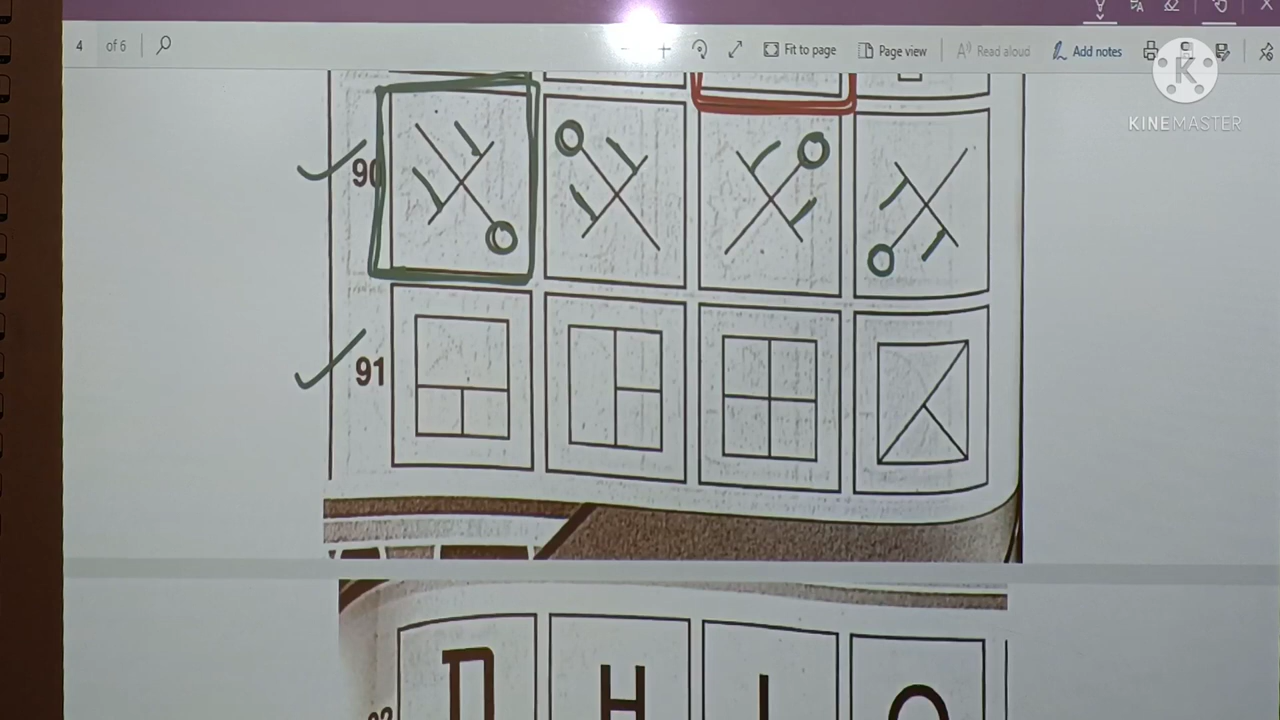 4 of 6 Fit to page Page view Read aloud Add notes
K
KINEMASTER
90
91
H I